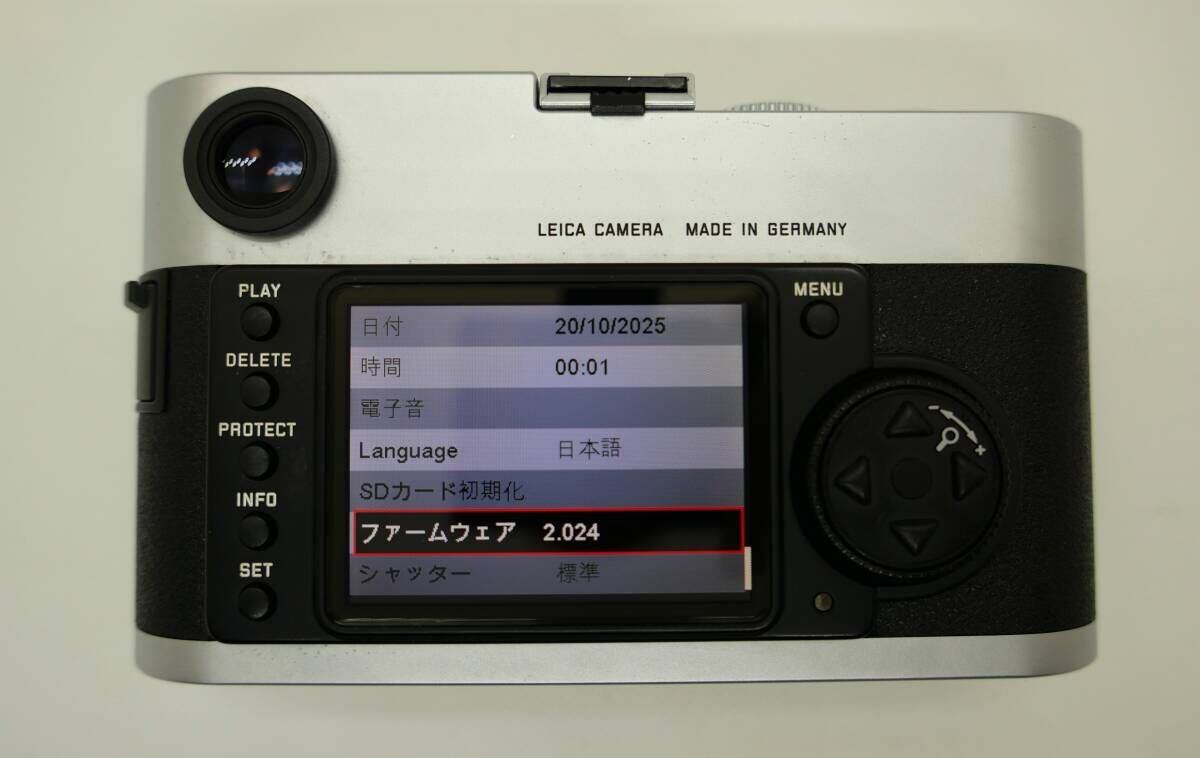 LEICA CAMERA MADE IN GERMANY
PLAY
DELETE
PROTECT
INFO
SET
MENU
日付 20/10/2025
時間 00:01
電子音
Language 日本語
SDカード初期化
ファームウェア 2.024
シャッター 標準
- +